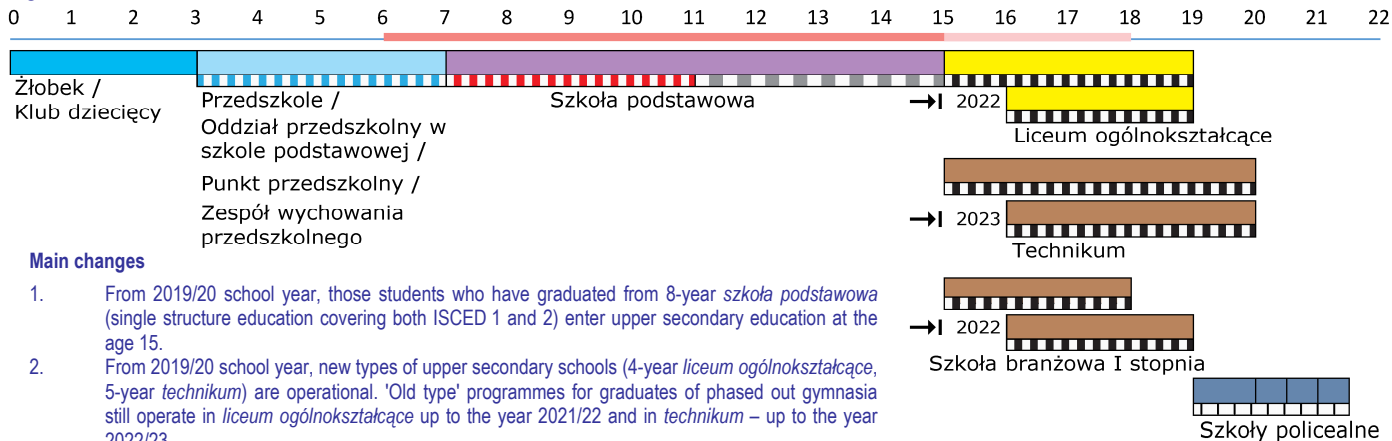 0 1 2 3 4 5 6 7 8 9 10 11 12 13 14 15 16 17 18 19 20 21 22
Żłobek /
Klub dziecięcy
Przedszkole /
Oddział przedszkolny w
szkole podstawowej /
Punkt przedszkolny /
Zespół wychowania
przedszkolnego
Szkoła podstawowa
2022
Liceum ogólnokształcące
2023
Technikum
2022
Szkoła branżowa I stopnia
Szkoły policealne
Main changes
1. From 2019/20 school year, those students who have graduated from 8-year szkoła podstawowa
(single structure education covering both ISCED 1 and 2) enter upper secondary education at the
age 15.
2. From 2019/20 school year, new types of upper secondary schools (4-year liceum ogólnokształcące,
5-year technikum) are operational. 'Old type' programmes for graduates of phased out gymnasia
still operate in liceum ogólnokształcące up to the year 2021/22 and in technikum – up to the year
2022/23